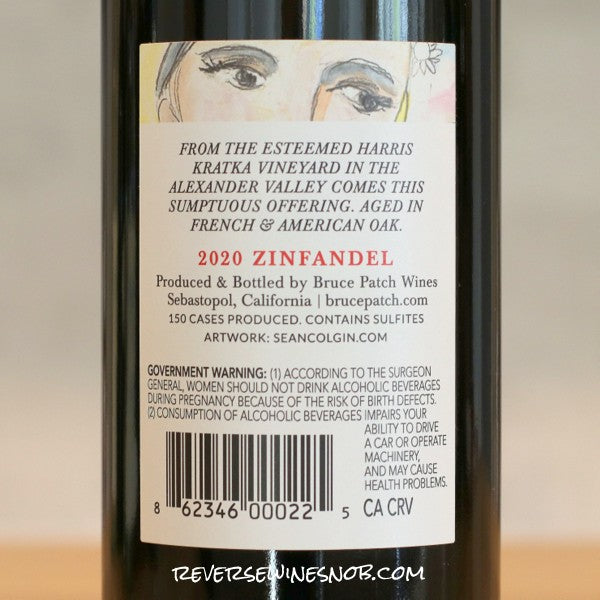 FROM THE ESTEEMED HARRIS
KRATKA VINEYARD IN THE
ALEXANDER VALLEY COMES THIS
SUMPTUOUS OFFERING. AGED IN
FRENCH & AMERICAN OAK.
2020 ZINFANDEL
Produced & Bottled by Bruce Patch Wines
Sebastopol, California | brucepatch.com
150 CASES PRODUCED. CONTAINS SULFITES
ARTWORK: SEANCOLGIN.COM
GOVERNMENT WARNING: (1) ACCORDING TO THE SURGEON
GENERAL, WOMEN SHOULD NOT DRINK ALCOHOLIC BEVERAGES
DURING PREGNANCY BECAUSE OF THE RISK OF BIRTH DEFECTS.
(2) CONSUMPTION OF ALCOHOLIC BEVERAGES IMPAIRS YOUR
ABILITY TO DRIVE
A CAR OR OPERATE
MACHINERY,
AND MAY CAUSE
HEALTH PROBLEMS.
8 62346 00022 5
CA CRV
REVERSEWINESNOB.COM